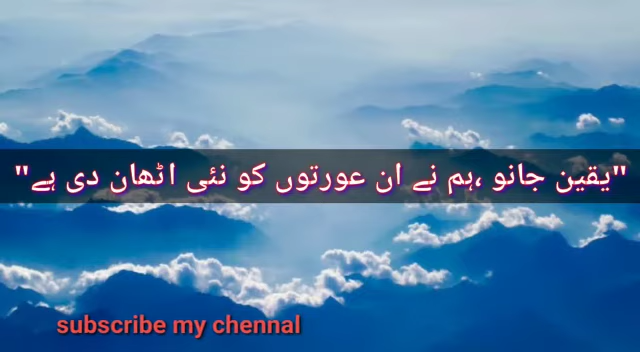 "یقین جانو ،ہم نے ان عورتوں کو نئی اٹھان دی ہے"
subscribe my chennal